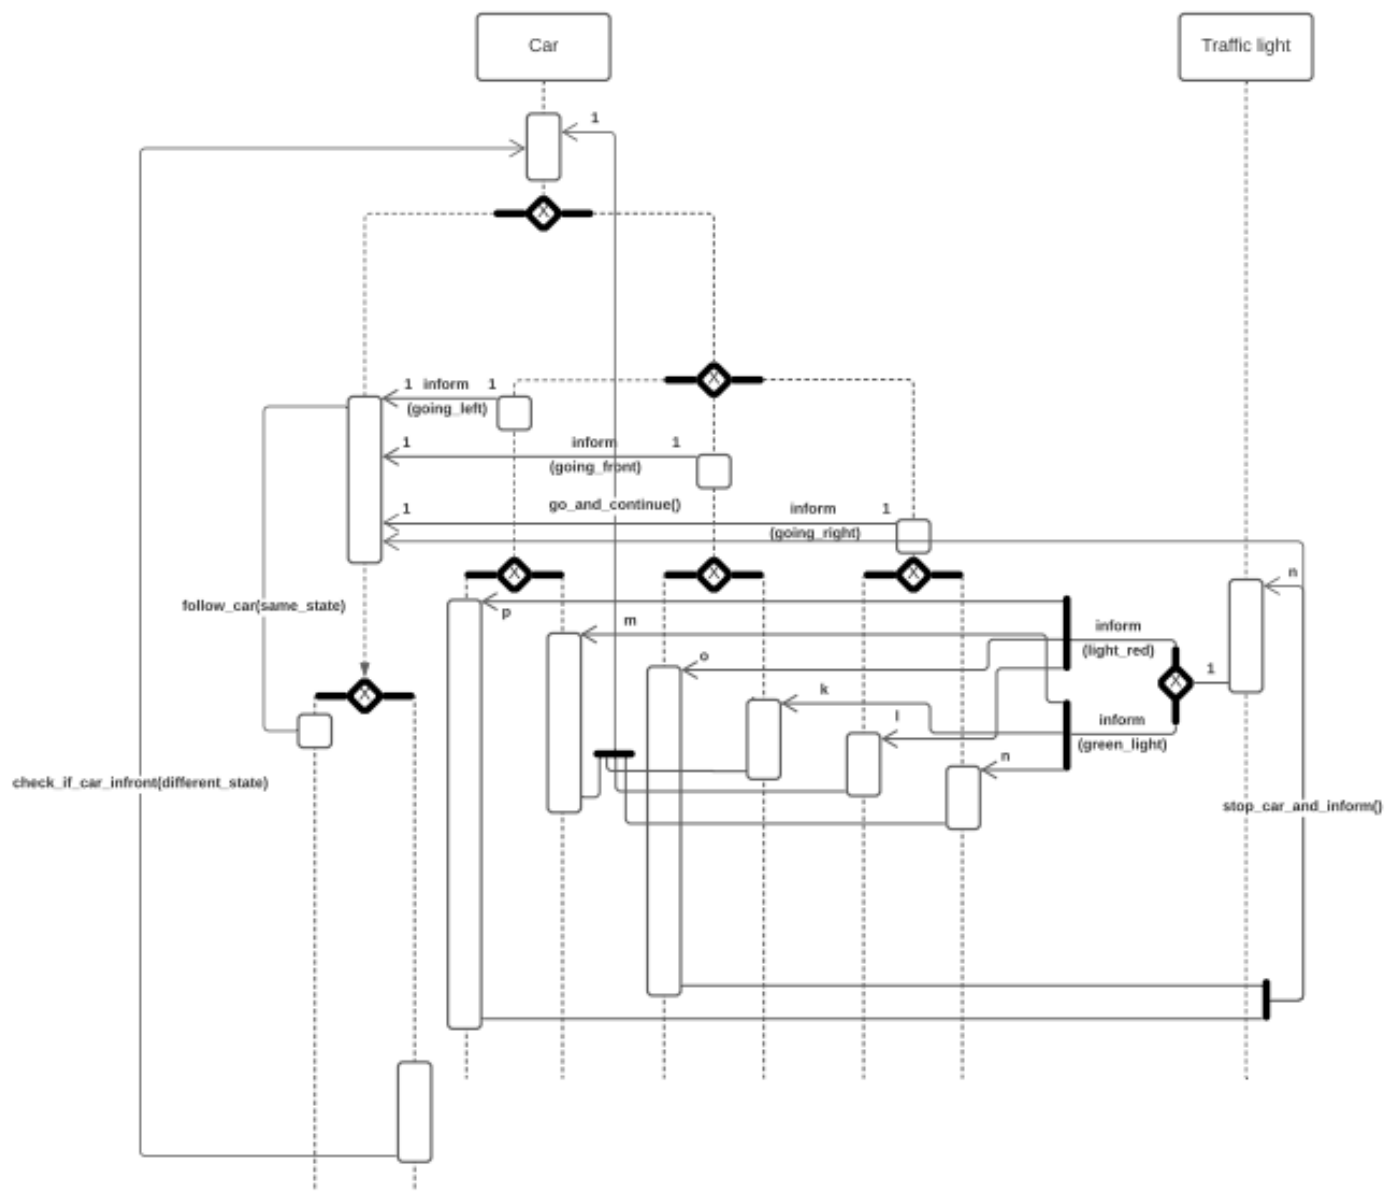 Car
Traffic light
1
X
X
1 inform 1
(going_left)
1 inform 1
(going_front)
go_and_continue()
1 inform 1
(going_right)
X X X
n
p
m
inform
(light_red)
follow_car(same_state)
o
1
X
X
k
l
inform
(green_light)
n
check_if_car_infront(different_state)
stop_car_and_inform()